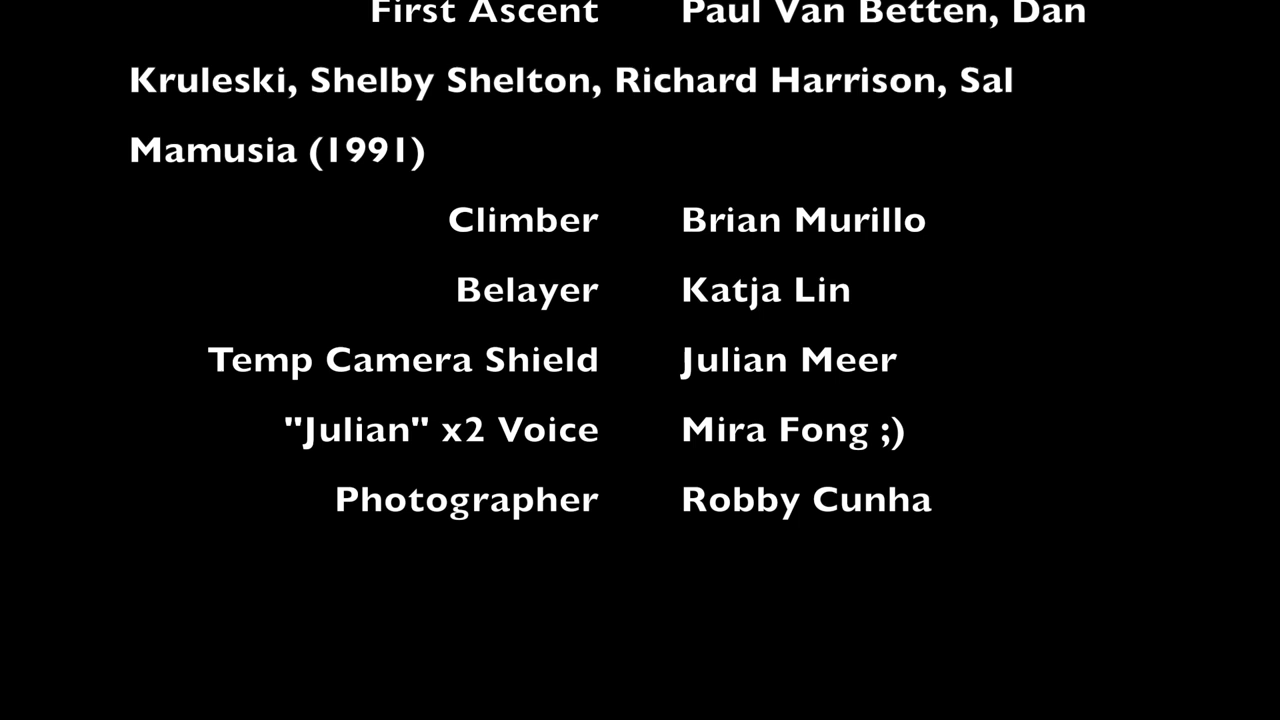 First Ascent Paul Van Betten, Dan
Kruleski, Shelby Shelton, Richard Harrison, Sal
Mamusia (1991)
Climber Brian Murillo
Belayer Katja Lin
Temp Camera Shield Julian Meer
"Julian" x2 Voice Mira Fong ;)
Photographer Robby Cunha